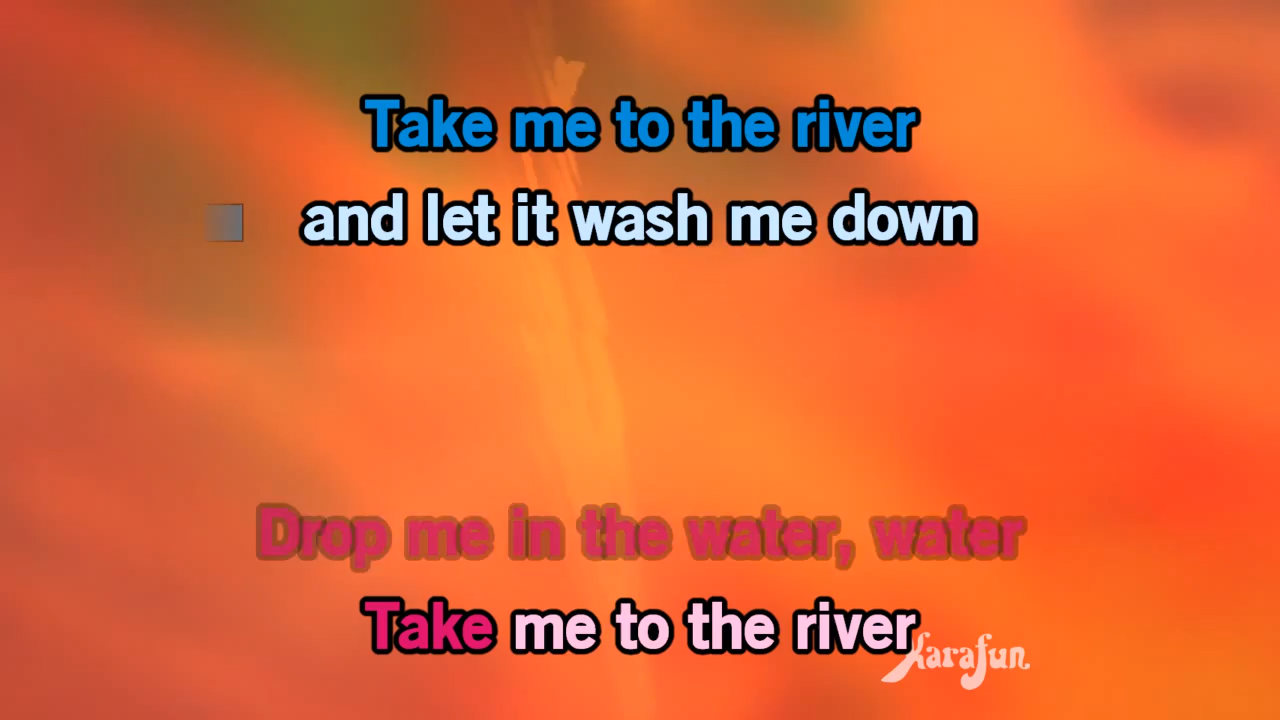 Take me to the river
and let it wash me down
Drop me in the water, water
Take me to the river
Karafun